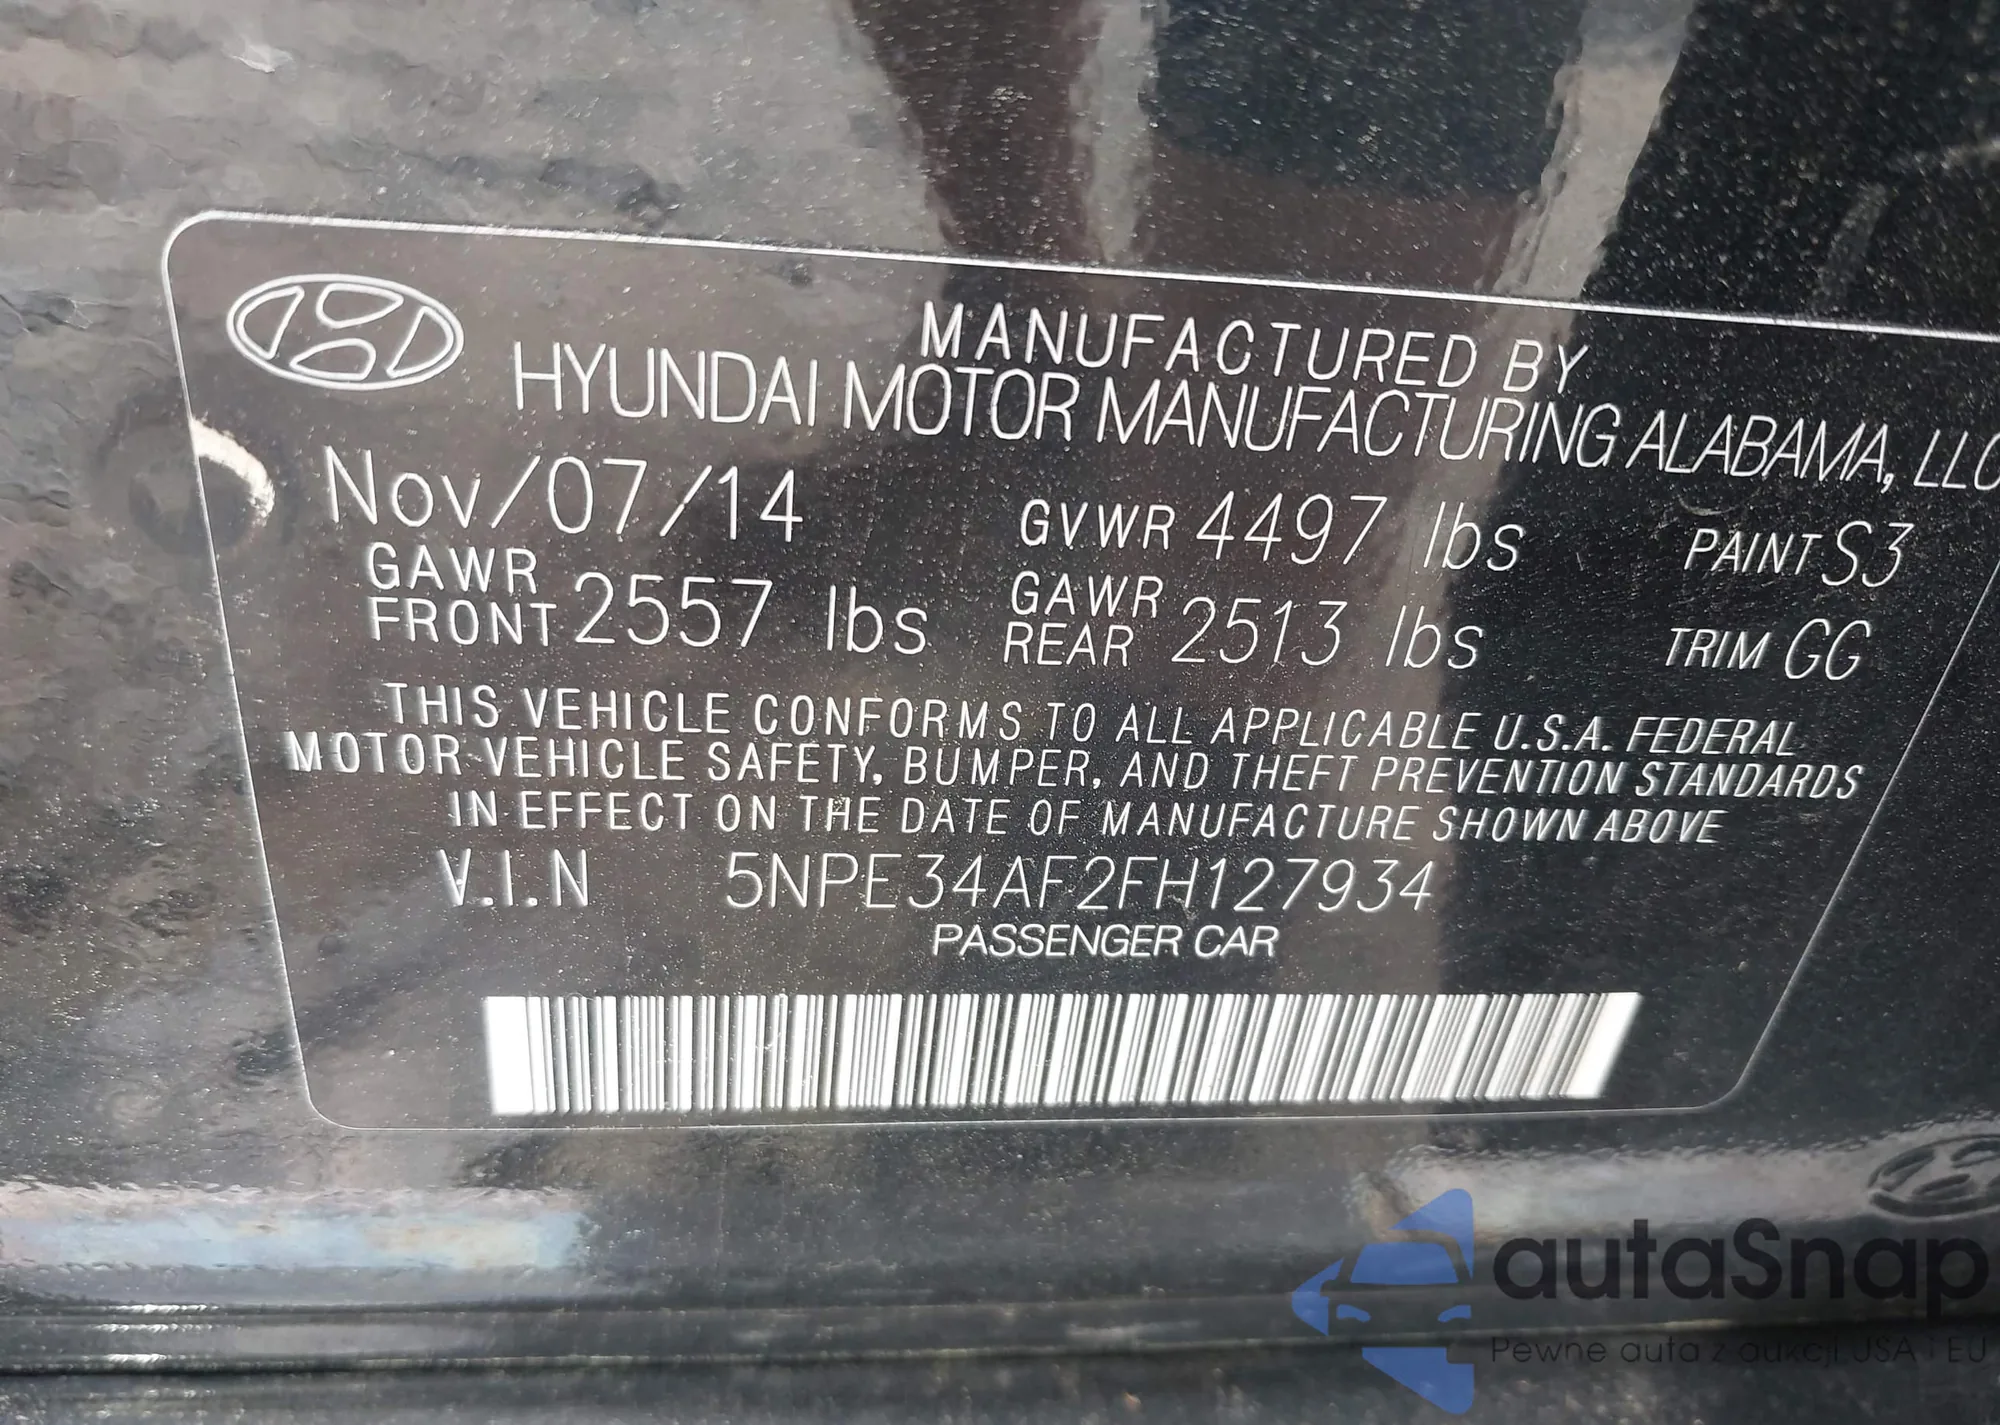 MANUFACTURED BY
HYUNDAI MOTOR MANUFACTURING ALABAMA, LLC
Nov/07/14 GVWR 4497 lbs PAINT S3
GAWR FRONT 2557 lbs GAWR REAR 2513 lbs TRIM GG
THIS VEHICLE CONFORMS TO ALL APPLICABLE U.S.A. FEDERAL
MOTOR VEHICLE SAFETY, BUMPER, AND THEFT PREVENTION STANDARDS
IN EFFECT ON THE DATE OF MANUFACTURE SHOWN ABOVE
V.I.N 5NPE34AF2FH127934
PASSENGER CAR
autoSnap
Pewne auta z aukcji USA i EU